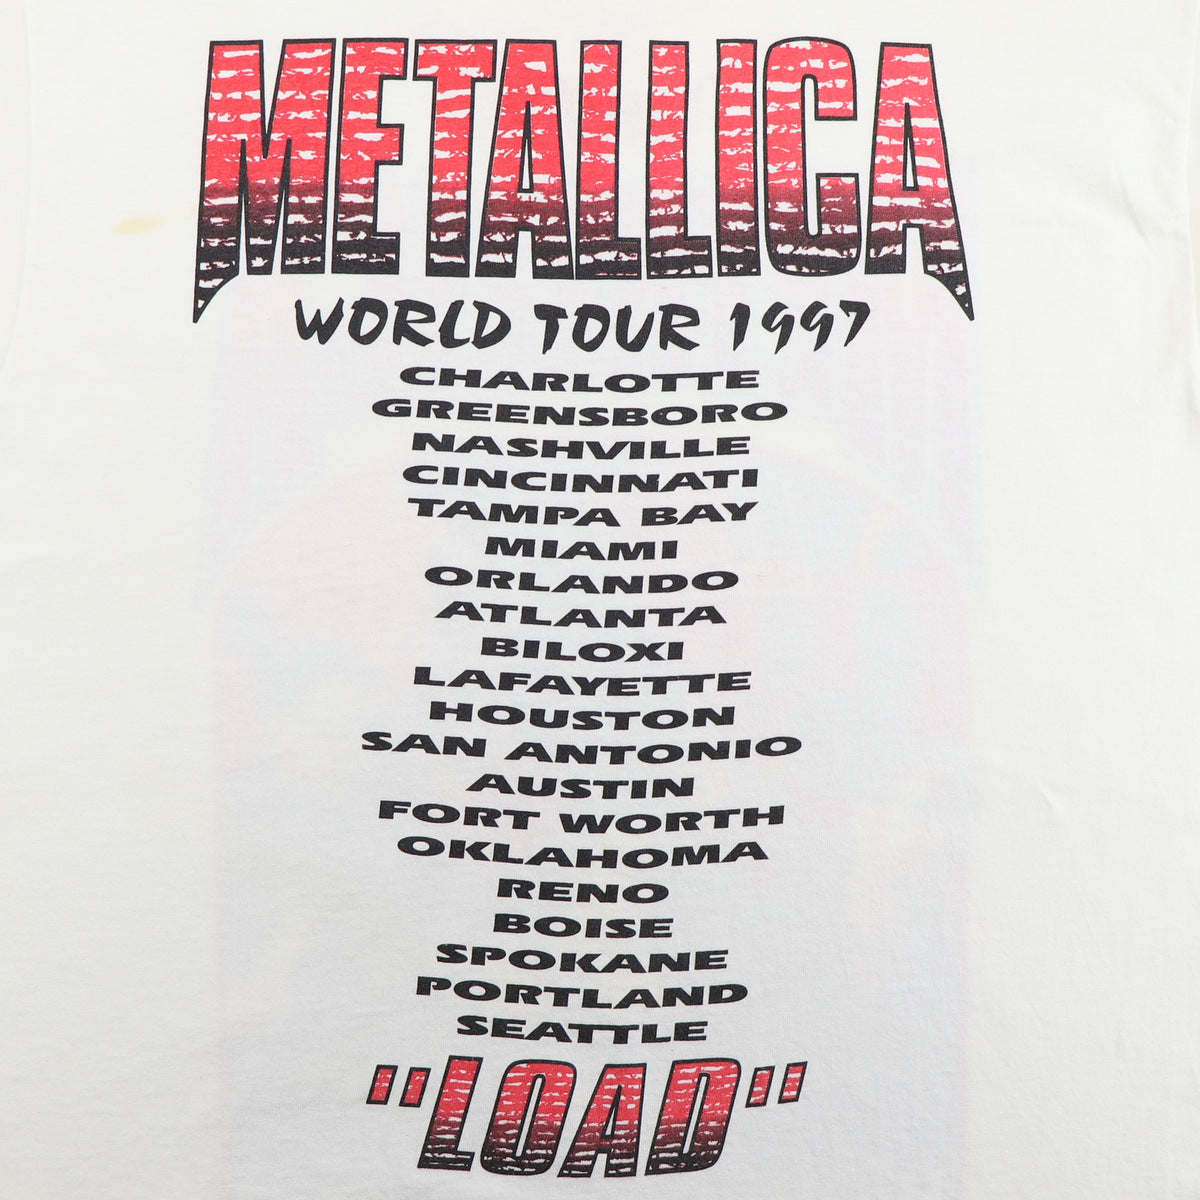 METALLICA
WORLD TOUR 1997
CHARLOTTE
GREENSBORO
NASHVILLE
CINCINNATI
TAMPA BAY
MIAMI
ORLANDO
ATLANTA
BILOXI
LAFAYETTE
HOUSTON
SAN ANTONIO
AUSTIN
FORT WORTH
OKLAHOMA
RENO
BOISE
SPOKANE
PORTLAND
SEATTLE
"LOAD"